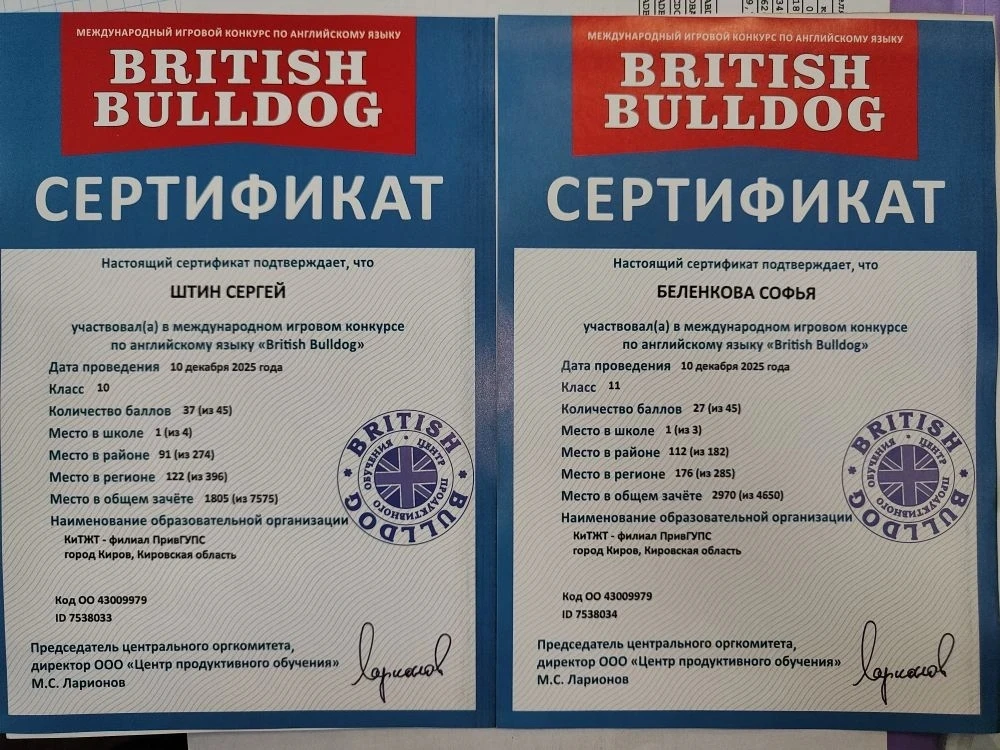 МЕЖДУНАРОДНЫЙ ИГРОВОЙ КОНКУРС ПО АНГЛИЙСКОМУ ЯЗЫКУ
BRITISH
BULLDOG
СЕРТИФИКАТ
Настоящий сертификат подтверждает, что
ШТИН СЕРГЕЙ
участвовал(а) в международном игровом конкурсе
по английскому языку «British Bulldog»
Дата проведения 10 декабря 2025 года
Класс 10
Количество баллов 37 (из 45)
Место в школе 1 (из 4)
Место в районе 91 (из 274)
Место в регионе 122 (из 396)
Место в общем зачёте 1805 (из 7575)
Наименование образовательной организации
КиТЖТ - филиал ПривГУПС
город Киров, Кировская область
Код ОО 43009979
ID 7538033
Председатель центрального оргкомитета,
директор ООО «Центр продуктивного обучения»
М.С. Ларионов
Ларионов
BRITISH BULLDOG
ЦЕНТР ПРОДУКТИВНОГО ОБУЧЕНИЯ
МЕЖДУНАРОДНЫЙ ИГРОВОЙ КОНКУРС ПО АНГЛИЙСКОМУ ЯЗЫКУ
BRITISH
BULLDOG
СЕРТИФИКАТ
Настоящий сертификат подтверждает, что
БЕЛЕНКОВА СОФЬЯ
участвовал(а) в международном игровом конкурсе
по английскому языку «British Bulldog»
Дата проведения 10 декабря 2025 года
Класс 11
Количество баллов 27 (из 45)
Место в школе 1 (из 3)
Место в районе 112 (из 182)
Место в регионе 176 (из 285)
Место в общем зачёте 2970 (из 4650)
Наименование образовательной организации
КиТЖТ - филиал ПривГУПС
город Киров, Кировская область
Код ОО 43009979
ID 7538034
Председатель центрального оргкомитета,
директор ООО «Центр продуктивного обучения»
М.С. Ларионов
Ларионов
BRITISH BULLDOG
ЦЕНТР ПРОДУКТИВНОГО ОБУЧЕНИЯ